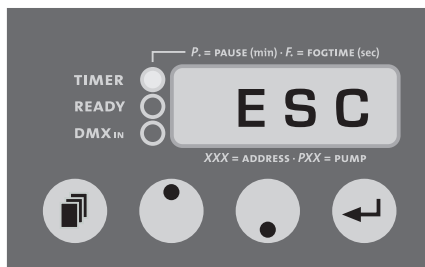 P. = PAUSE (min) · F. = FOGTIME (sec)
TIMER
READY
DMX IN
ESC
XXX = ADDRESS · PXX = PUMP